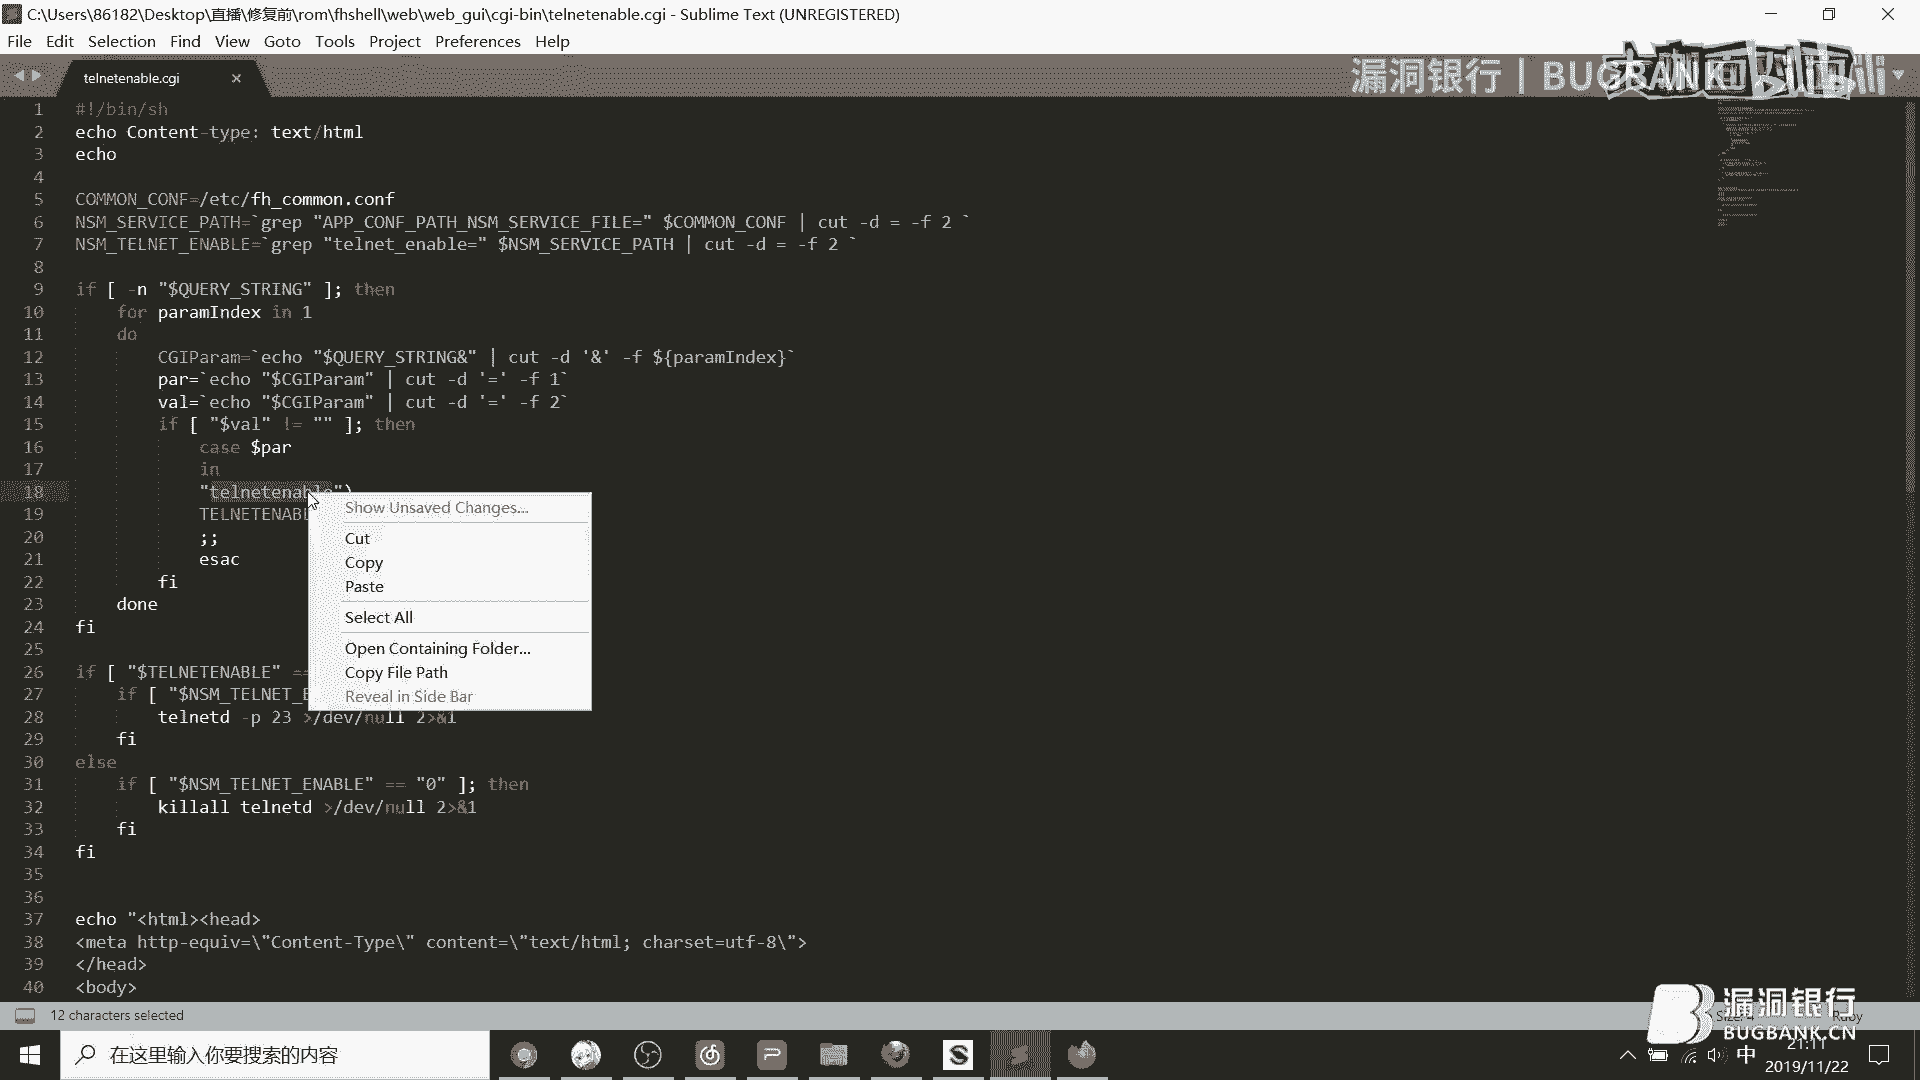 C:\Users\86182\Desktop\直播\修复前\rom\fhshell\web\web_gui\cgi-bin\telnetenable.cgi - Sublime Text (UNREGISTERED)
File Edit Selection Find View Goto Tools Project Preferences Help
telnetenable.cgi
漏洞银行 | BUGBANK
1 #!/bin/sh
2 echo Content-type: text/html
3 echo
4
5 COMMON_CONF=/etc/fh_common.conf
6 NSM_SERVICE_PATH=`grep "APP_CONF_PATH_NSM_SERVICE_FILE=" $COMMON_CONF | cut -d = -f 2 `
7 NSM_TELNET_ENABLE=`grep "telnet_enable=" $NSM_SERVICE_PATH | cut -d = -f 2 `
8
9 if [ -n "$QUERY_STRING" ]; then
10 for paramIndex in 1
11 do
12 CGIParam=`echo "$QUERY_STRING&" | cut -d '&' -f ${paramIndex}`
13 par=`echo "$CGIParam" | cut -d '=' -f 1`
14 val=`echo "$CGIParam" | cut -d '=' -f 2`
15 if [ "$val" != "" ]; then
16 case $par
17 in
18 "telnetenable")
19 TELNETENABL
20 ;;
21 esac
22 fi
23 done
24 fi
25
26 if [ "$TELNETENABLE" ==
27 if [ "$NSM_TELNET_E
28 telnetd -p 23 >/dev/null 2>&1
29 fi
30 else
31 if [ "$NSM_TELNET_ENABLE" == "0" ]; then
32 killall telnetd >/dev/null 2>&1
33 fi
34 fi
35
36
37 echo "<html><head>
38 <meta http-equiv=\"Content-Type\" content=\"text/html; charset=utf-8\">
39 </head>
40 <body>
Show Unsaved Changes...
Cut
Copy
Paste
Select All
Open Containing Folder...
Copy File Path
Reveal in Side Bar
12 characters selected
Ruby
漏洞银行
BUGBANK.CN
在这里输入你要搜索的内容
中
21:11
2019/11/22